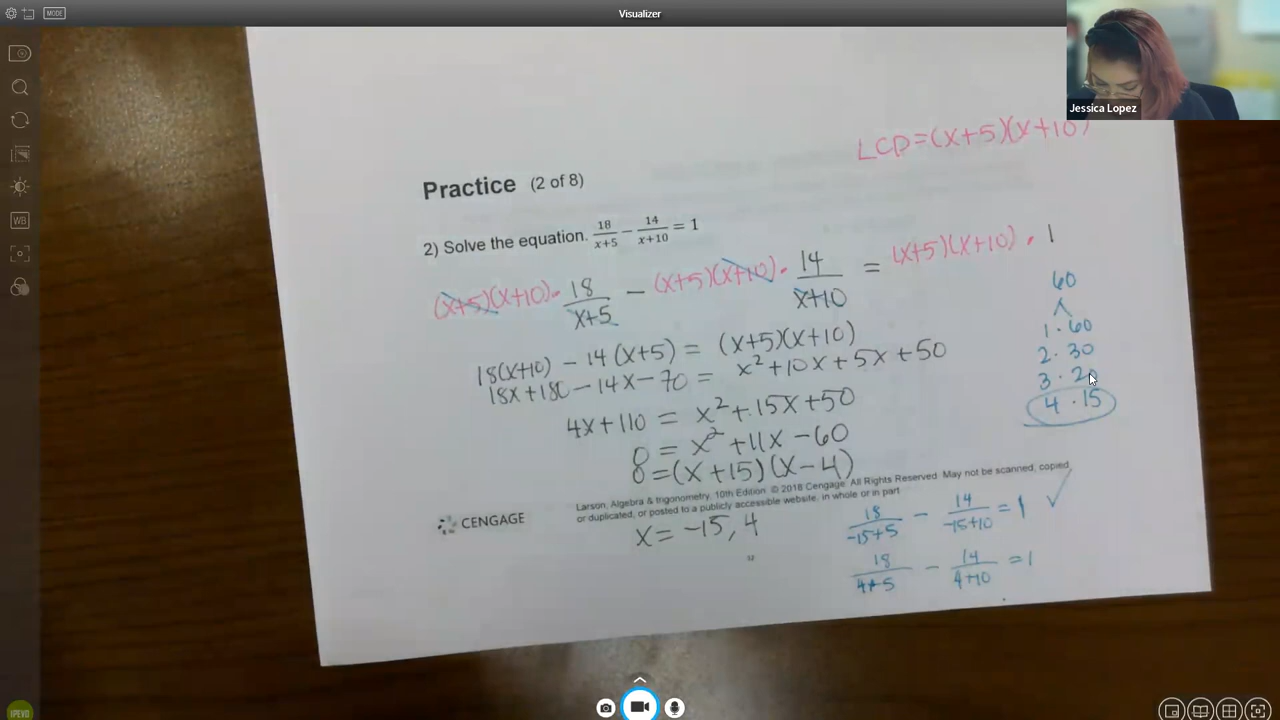 MODE
Visualizer
Jessica Lopez
WB
LCD=(x+5)(x+10)
Practice (2 of 8)
2) Solve the equation. 18/x+5 − 14/x+10 = 1
(x+5)(x+10)· 18/x+5 − (x+5)(x+10)· 14/x+10 = (x+5)(x+10) · 1
18(x+10) − 14(x+5) = (x+5)(x+10)
18x+180−14x−70 = x²+10x+5x+50
4x+110 = x²+15x+50
0 = x²+11x−60
0=(x+15)(x−4)
60
1·60
2·30
3·20
4·15
Larson, Algebra & trigonometry, 10th Edition. © 2018 Cengage. All Rights Reserved. May not be scanned, copied,
or duplicated, or posted to a publicly accessible website, in whole or in part
CENGAGE
x= −15, 4
18/−15+5 − 14/−15+10 = 1 ✓
18/4+5 − 14/4+10 = 1
IPEVO